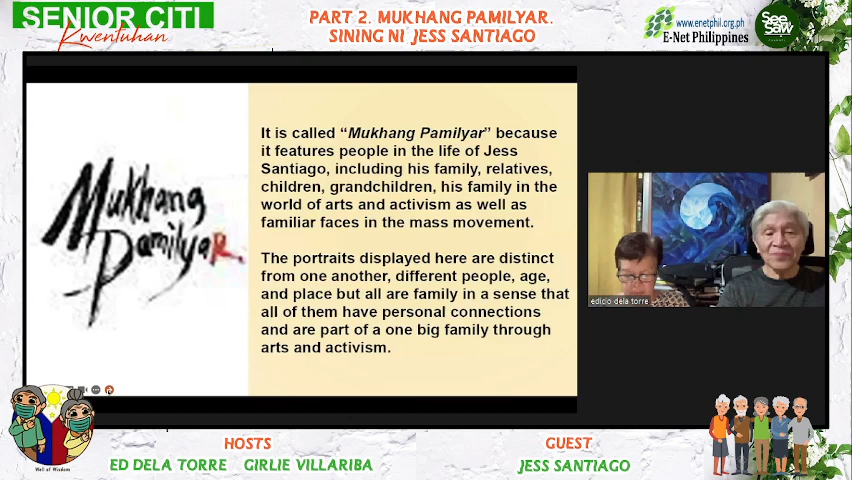 SENIOR CITI
Kwentuhan
PART 2. MUKHANG PAMILYAR.
SINING NI JESS SANTIAGO
www.enetphil.org.ph
E-Net Philippines
See
Saw
Mukhang
PamilyaR.
It is called “Mukhang Pamilyar” because
it features people in the life of Jess
Santiago, including his family, relatives,
children, grandchildren, his family in the
world of arts and activism as well as
familiar faces in the mass movement.
The portraits displayed here are distinct
from one another, different people, age,
and place but all are family in a sense that
all of them have personal connections
and are part of a one big family through
arts and activism.
edicio dela torre
Well of Wisdom
HOSTS
ED DELA TORRE GIRLIE VILLARIBA
GUEST
JESS SANTIAGO